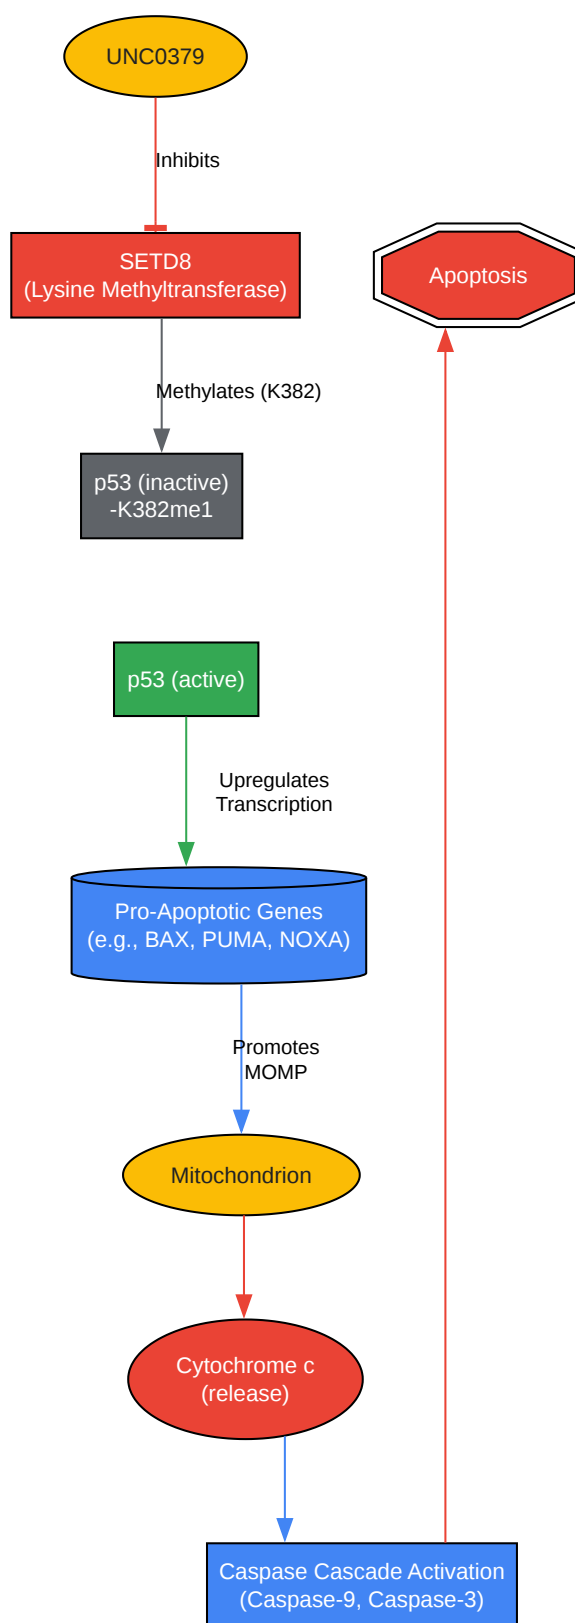 UNC0379
Inhibits
SETD8
(Lysine Methyltransferase)
Apoptosis
Methylates (K382)
p53 (inactive)
-K382me1
p53 (active)
Upregulates
Transcription
Pro-Apoptotic Genes
(e.g., BAX, PUMA, NOXA)
Promotes
MOMP
Mitochondrion
Cytochrome c
(release)
Caspase Cascade Activation
(Caspase-9, Caspase-3)